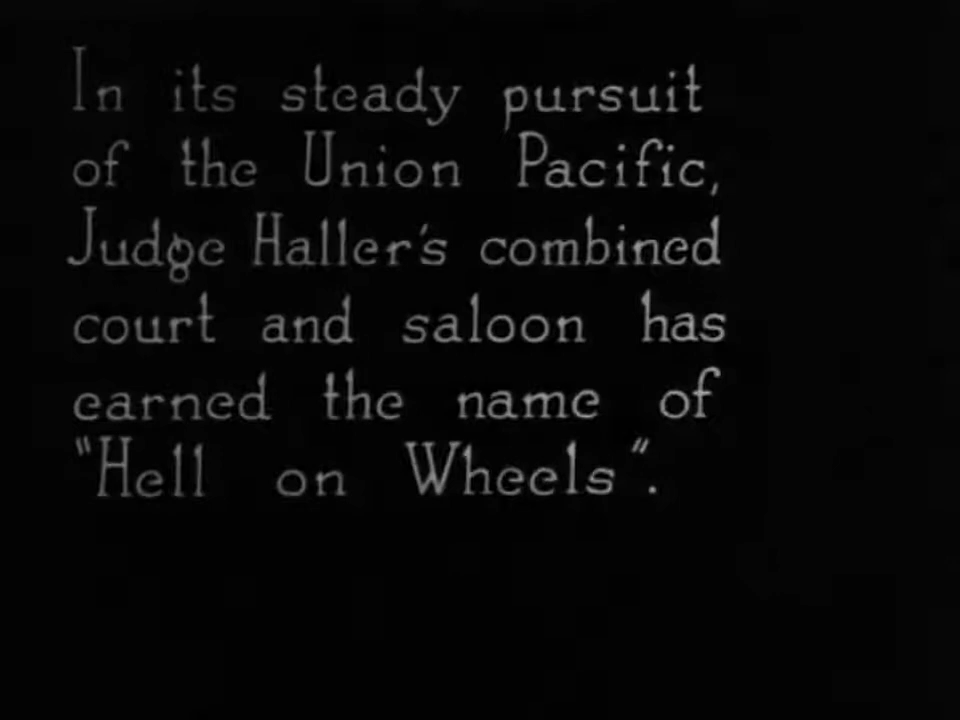 In its steady pursuit
of the Union Pacific,
Judge Haller's combined
court and saloon has
earned the name of
"Hell on Wheels".